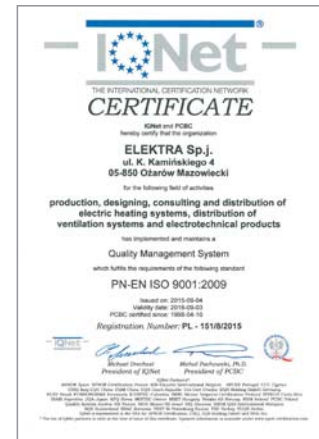 IQNet
THE INTERNATIONAL CERTIFICATION NETWORK
CERTIFICATE
IQNet and PCBC
hereby certify that the organization
ELEKTRA Sp.j.
ul. K. Kamińskiego 4
05-850 Ożarów Mazowiecki
for the following field of activities
production, designing, consulting and distribution of
electric heating systems, distribution of
ventilation systems and electrotechnical products
has implemented and maintains a
Quality Management System
which fulfils the requirements of the following standard
PN-EN ISO 9001:2009
Issued on: 2015-09-04
Validity date: 2018-09-03
PCBC certified since: 1998-04-10
Registration Number: PL - 151/8/2015
IQNet
Michael Drechsel
President of IQNet
Michał Pachowski, Ph.D.
President of PCBC